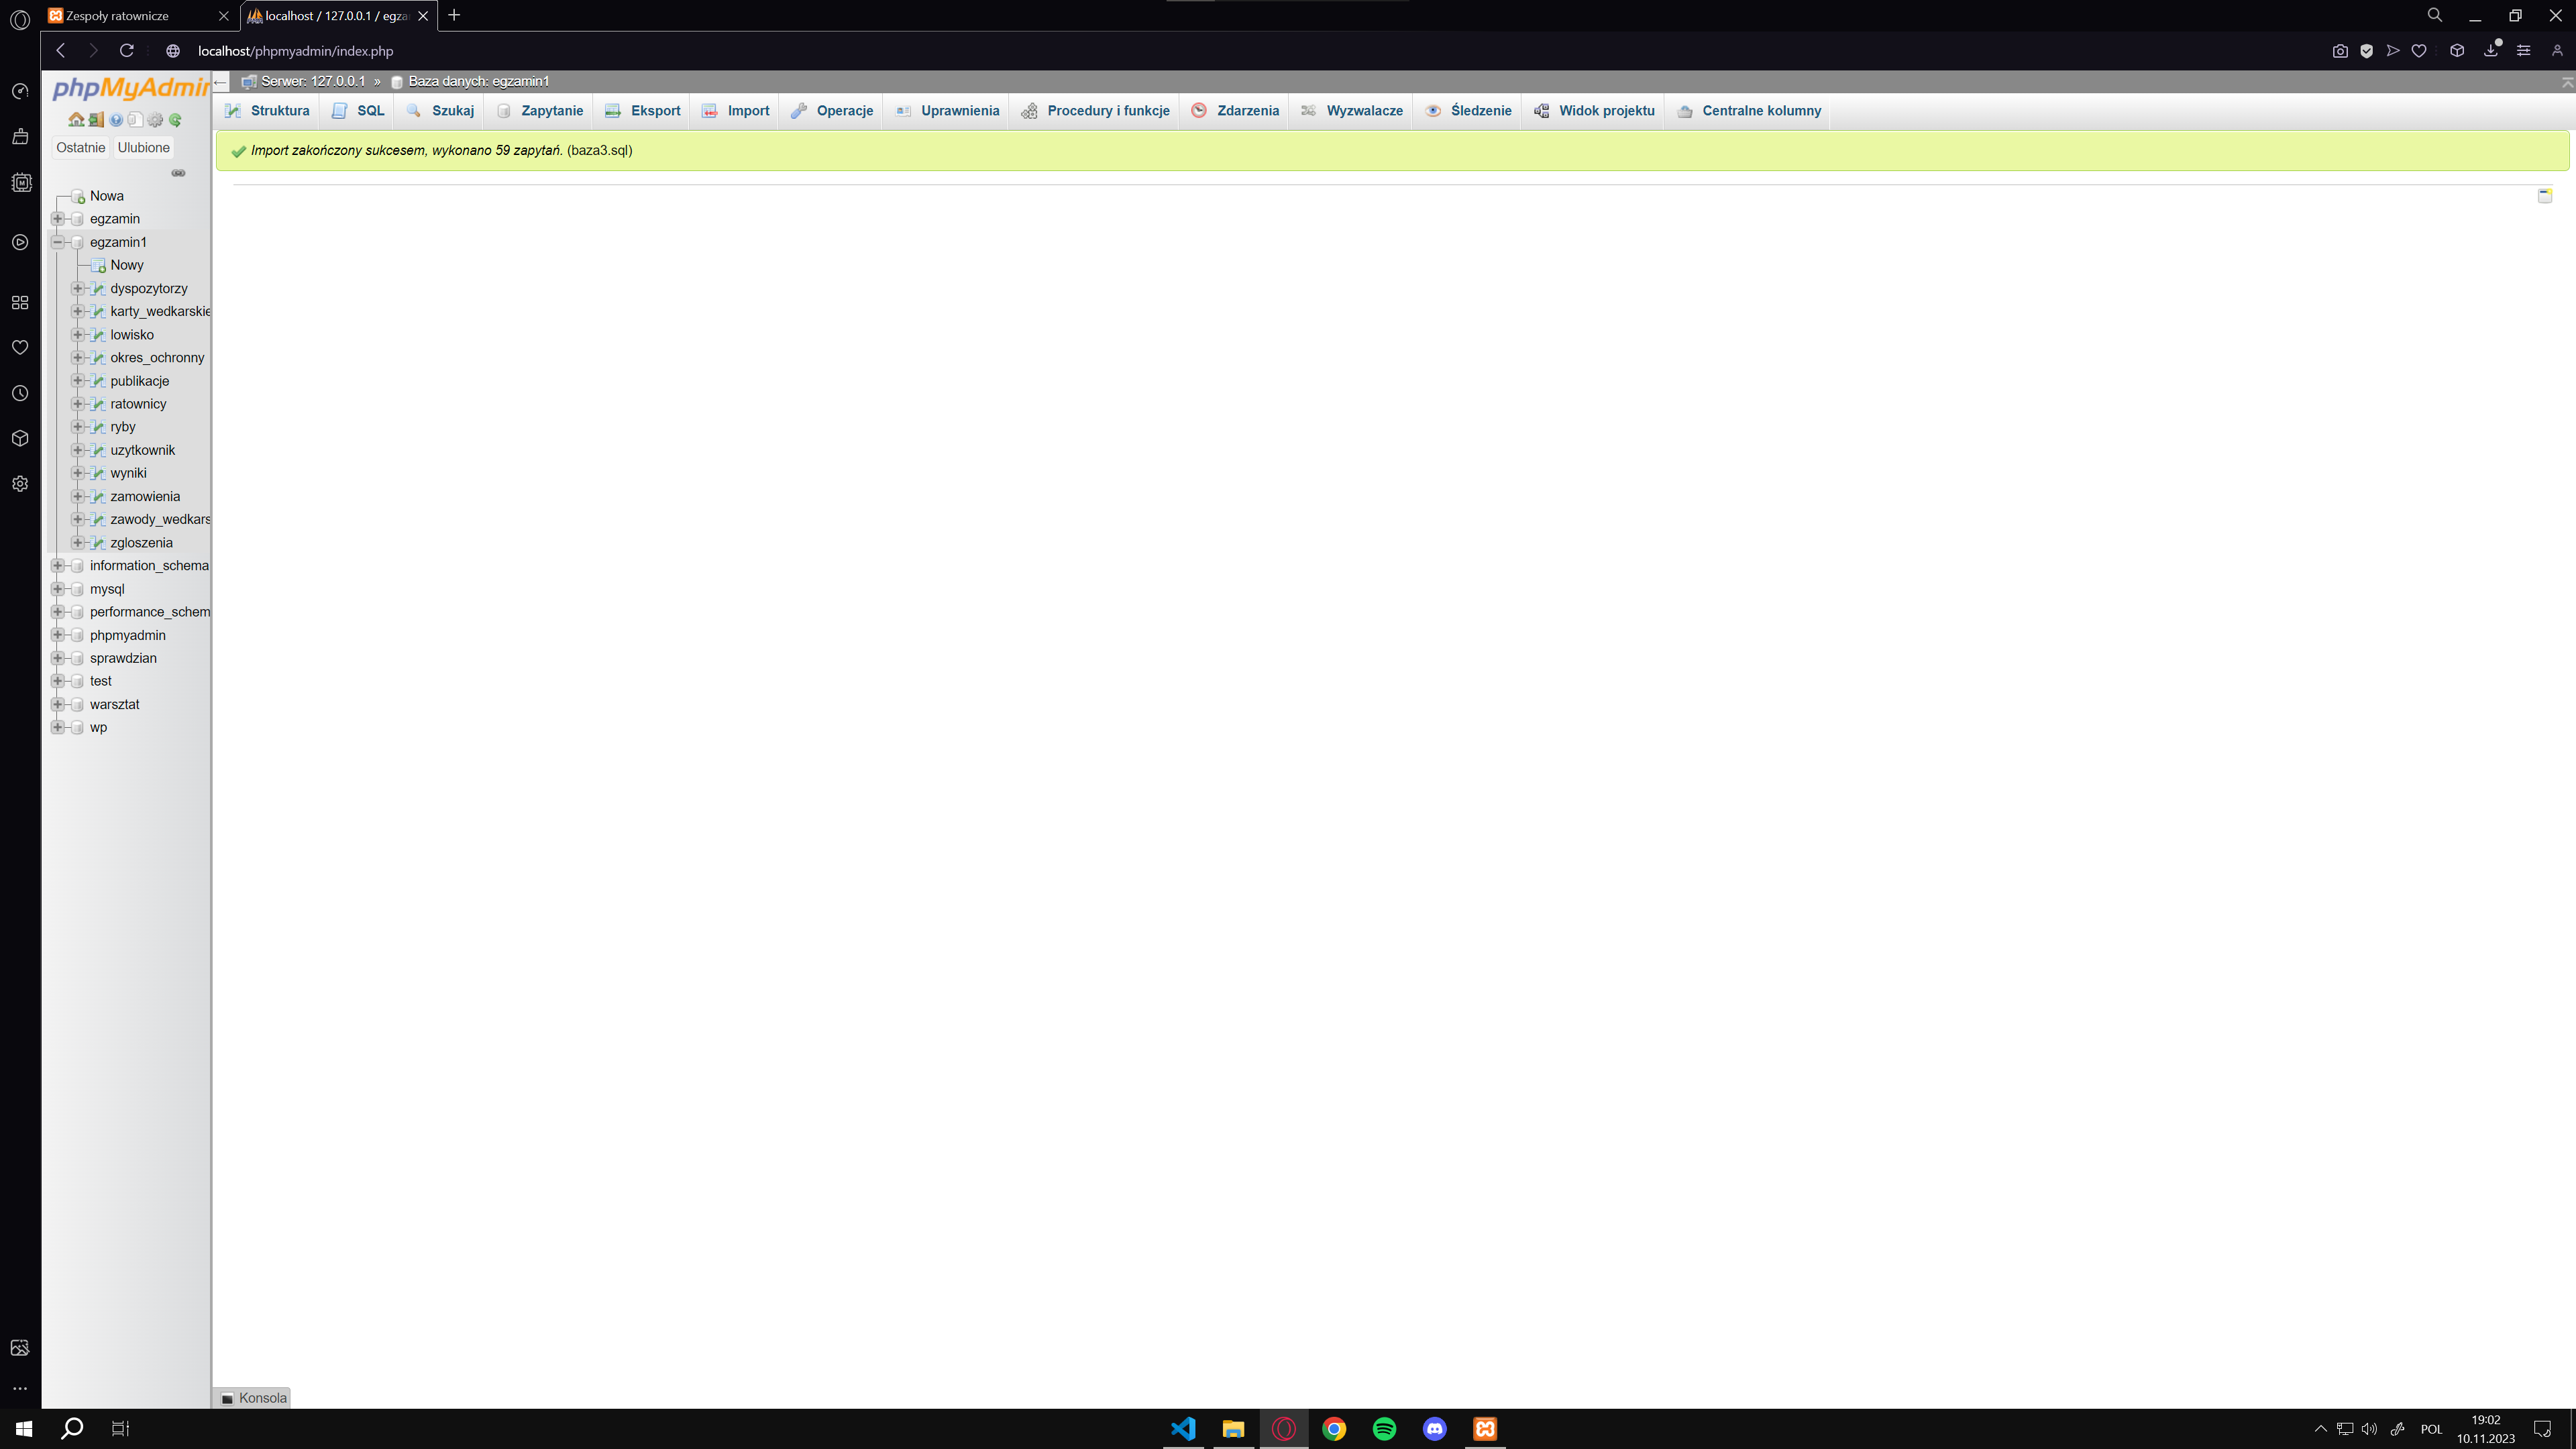 Zespoły ratownicze
localhost / 127.0.0.1 / egza
localhost/phpmyadmin/index.php
phpMyAdmin
Serwer: 127.0.0.1 » Baza danych: egzamin1
Struktura SQL Szukaj Zapytanie Eksport Import Operacje Uprawnienia Procedury i funkcje Zdarzenia Wyzwalacze Śledzenie Widok projektu Centralne kolumny
Ostatnie Ulubione
Import zakończony sukcesem, wykonano 59 zapytań. (baza3.sql)
Nowa
egzamin
egzamin1
Nowy
dyspozytorzy
karty_wedkarskie
lowisko
okres_ochronny
publikacje
ratownicy
ryby
uzytkownik
wyniki
zamowienia
zawody_wedkars
zgloszenia
information_schema
mysql
performance_schem
phpmyadmin
sprawdzian
test
warsztat
wp
Konsola
POL
19:02
10.11.2023